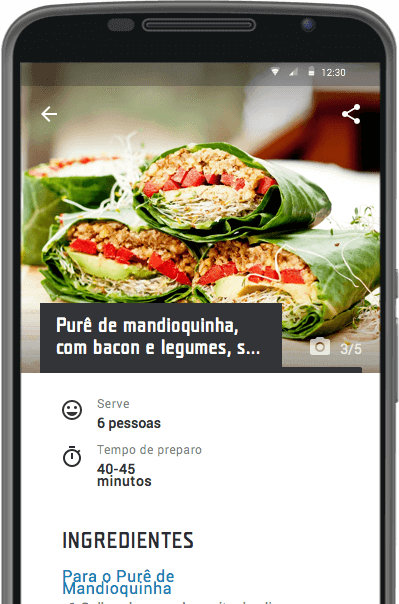 12:30
Purê de mandioquinha,
com bacon e legumes, s...
3/5
Serve
6 pessoas
Tempo de preparo
40-45
minutos
INGREDIENTES
Para o Purê de
Mandioquinha